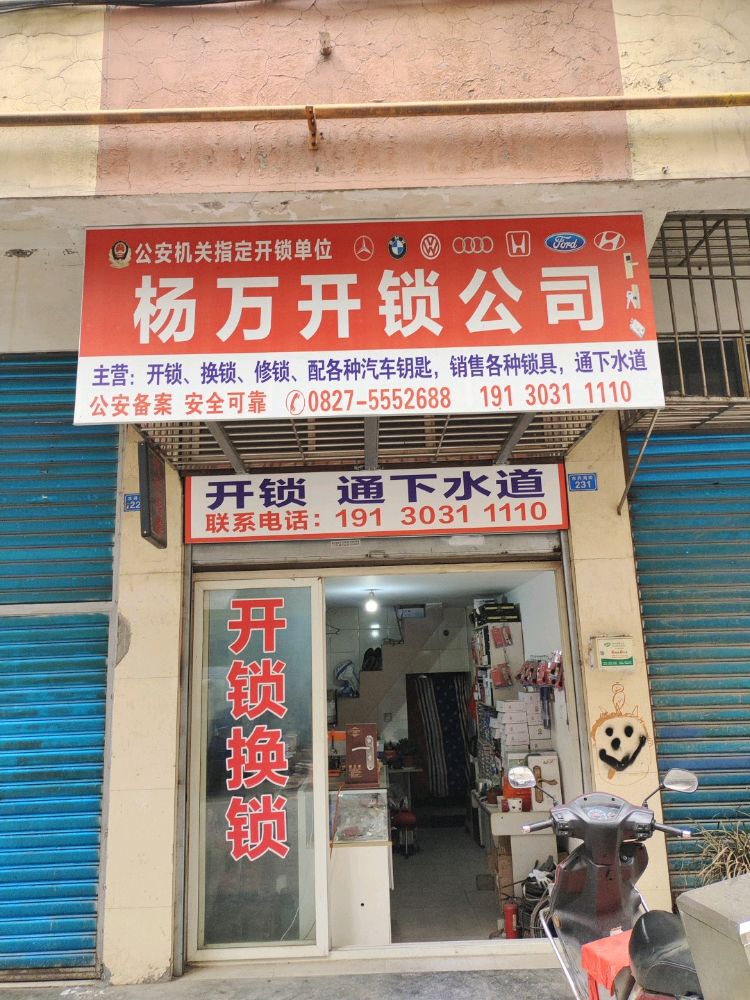 公安机关指定开锁单位
Ford
杨万开锁公司
主营：开锁、换锁、修锁、配各种汽车钥匙，销售各种锁具，通下水道
公安备案 安全可靠 0827-5552688 191 3031 1110
开锁 通下水道
联系电话：191 3031 1110
231
开锁换锁